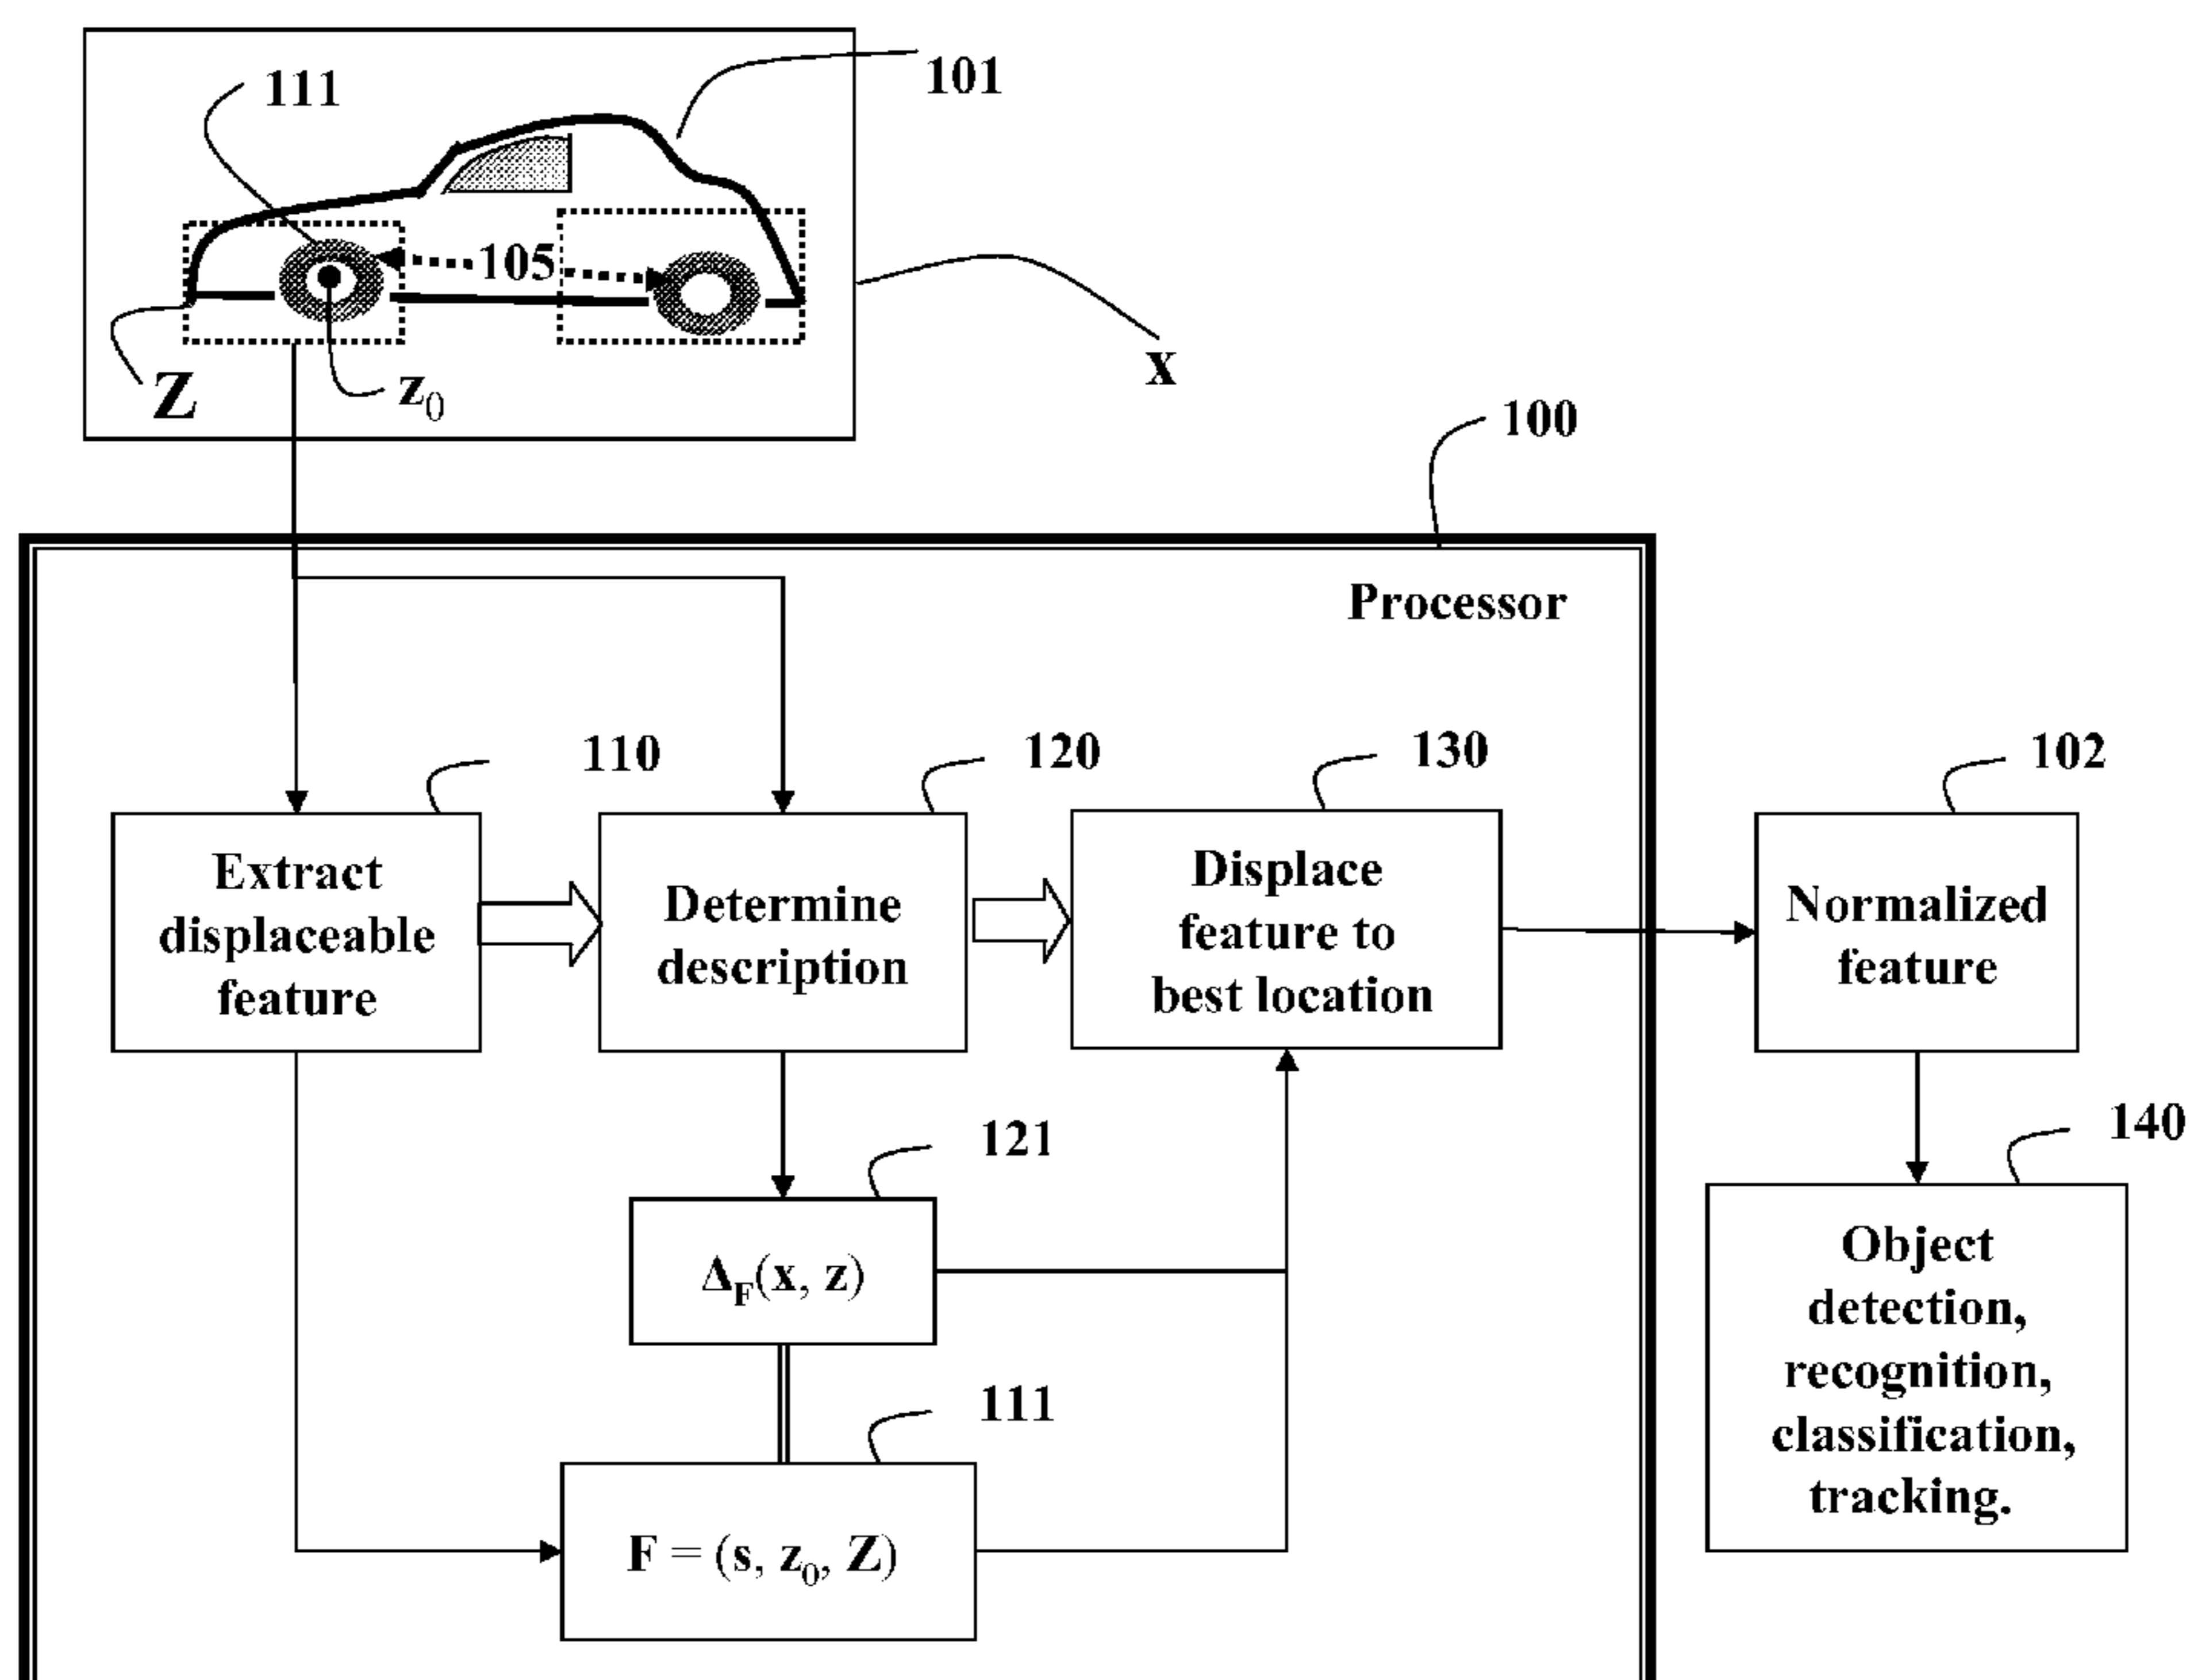 111
101
105
x
Z
z₀
100
Processor
110
120
130
102
Extract
displaceable
feature
Determine
description
Displace
feature to
best location
Normalized
feature
121
140
Δ_F(x, z)
Object
detection,
recognition,
classification,
tracking.
111
F = (s, z₀, Z)